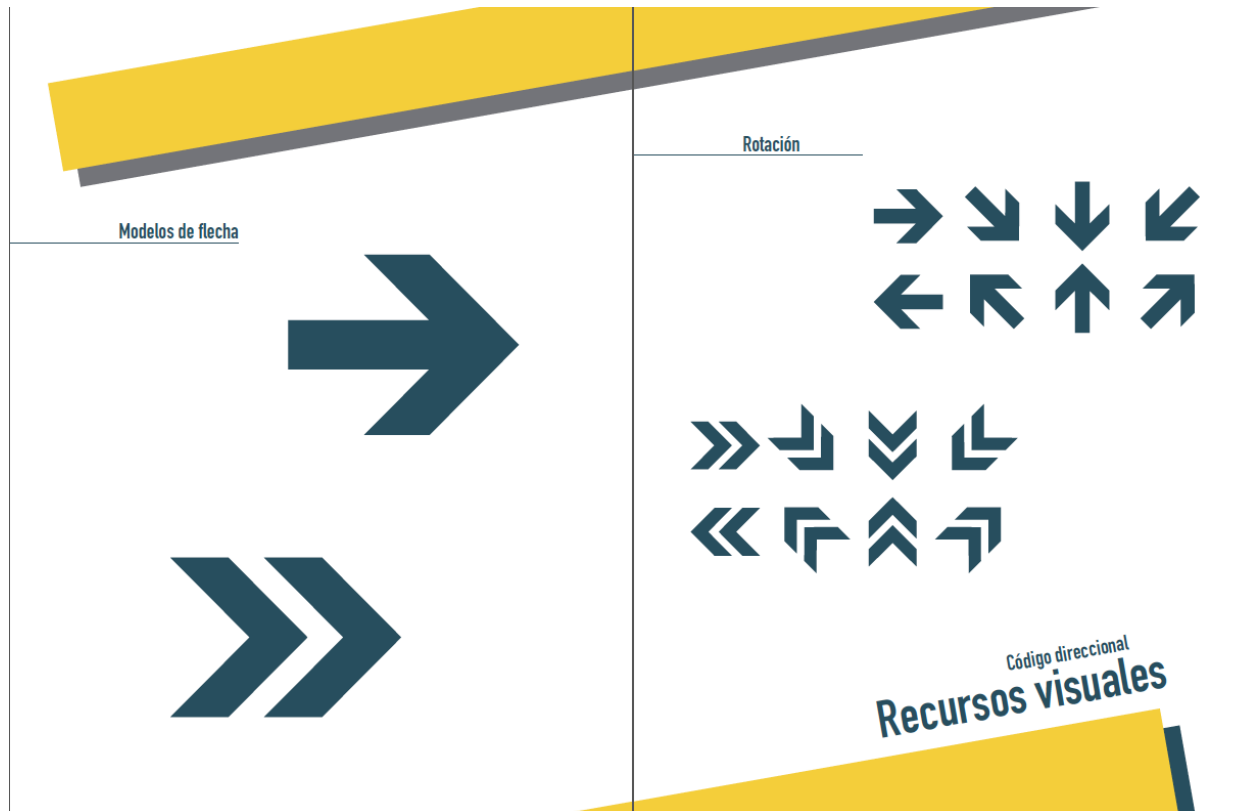 Modelos de flecha
Rotación
Código direccional
Recursos visuales